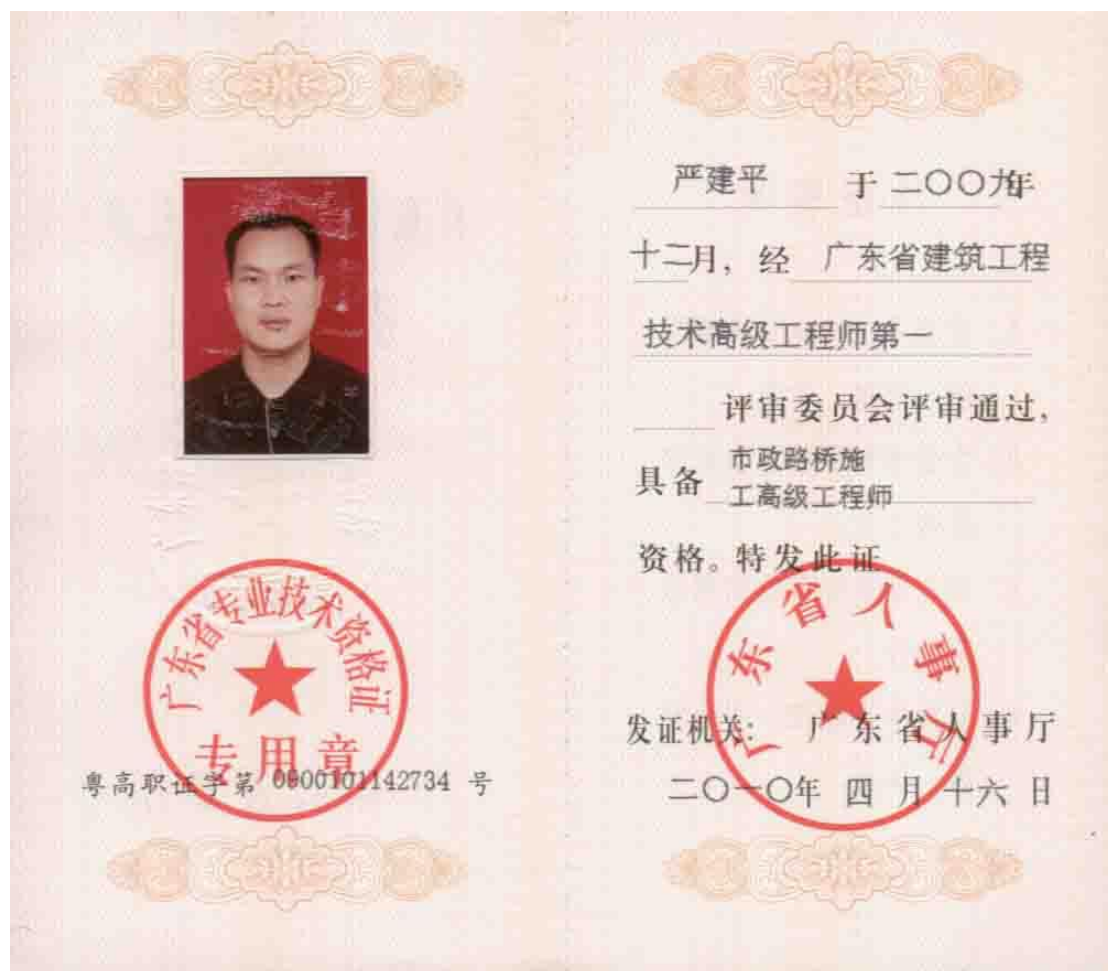 广东省专业技术资格证
专用章
粤高职证字第 0900101142734 号
严建平 于 二〇〇九年
十二月，经 广东省建筑工程
技术高级工程师第一
评审委员会评审通过，
具备 市政路桥施
工高级工程师
资格。特发此证
广东省人事厅
发证机关： 广东省人事厅
二〇一〇年 四 月 十六 日